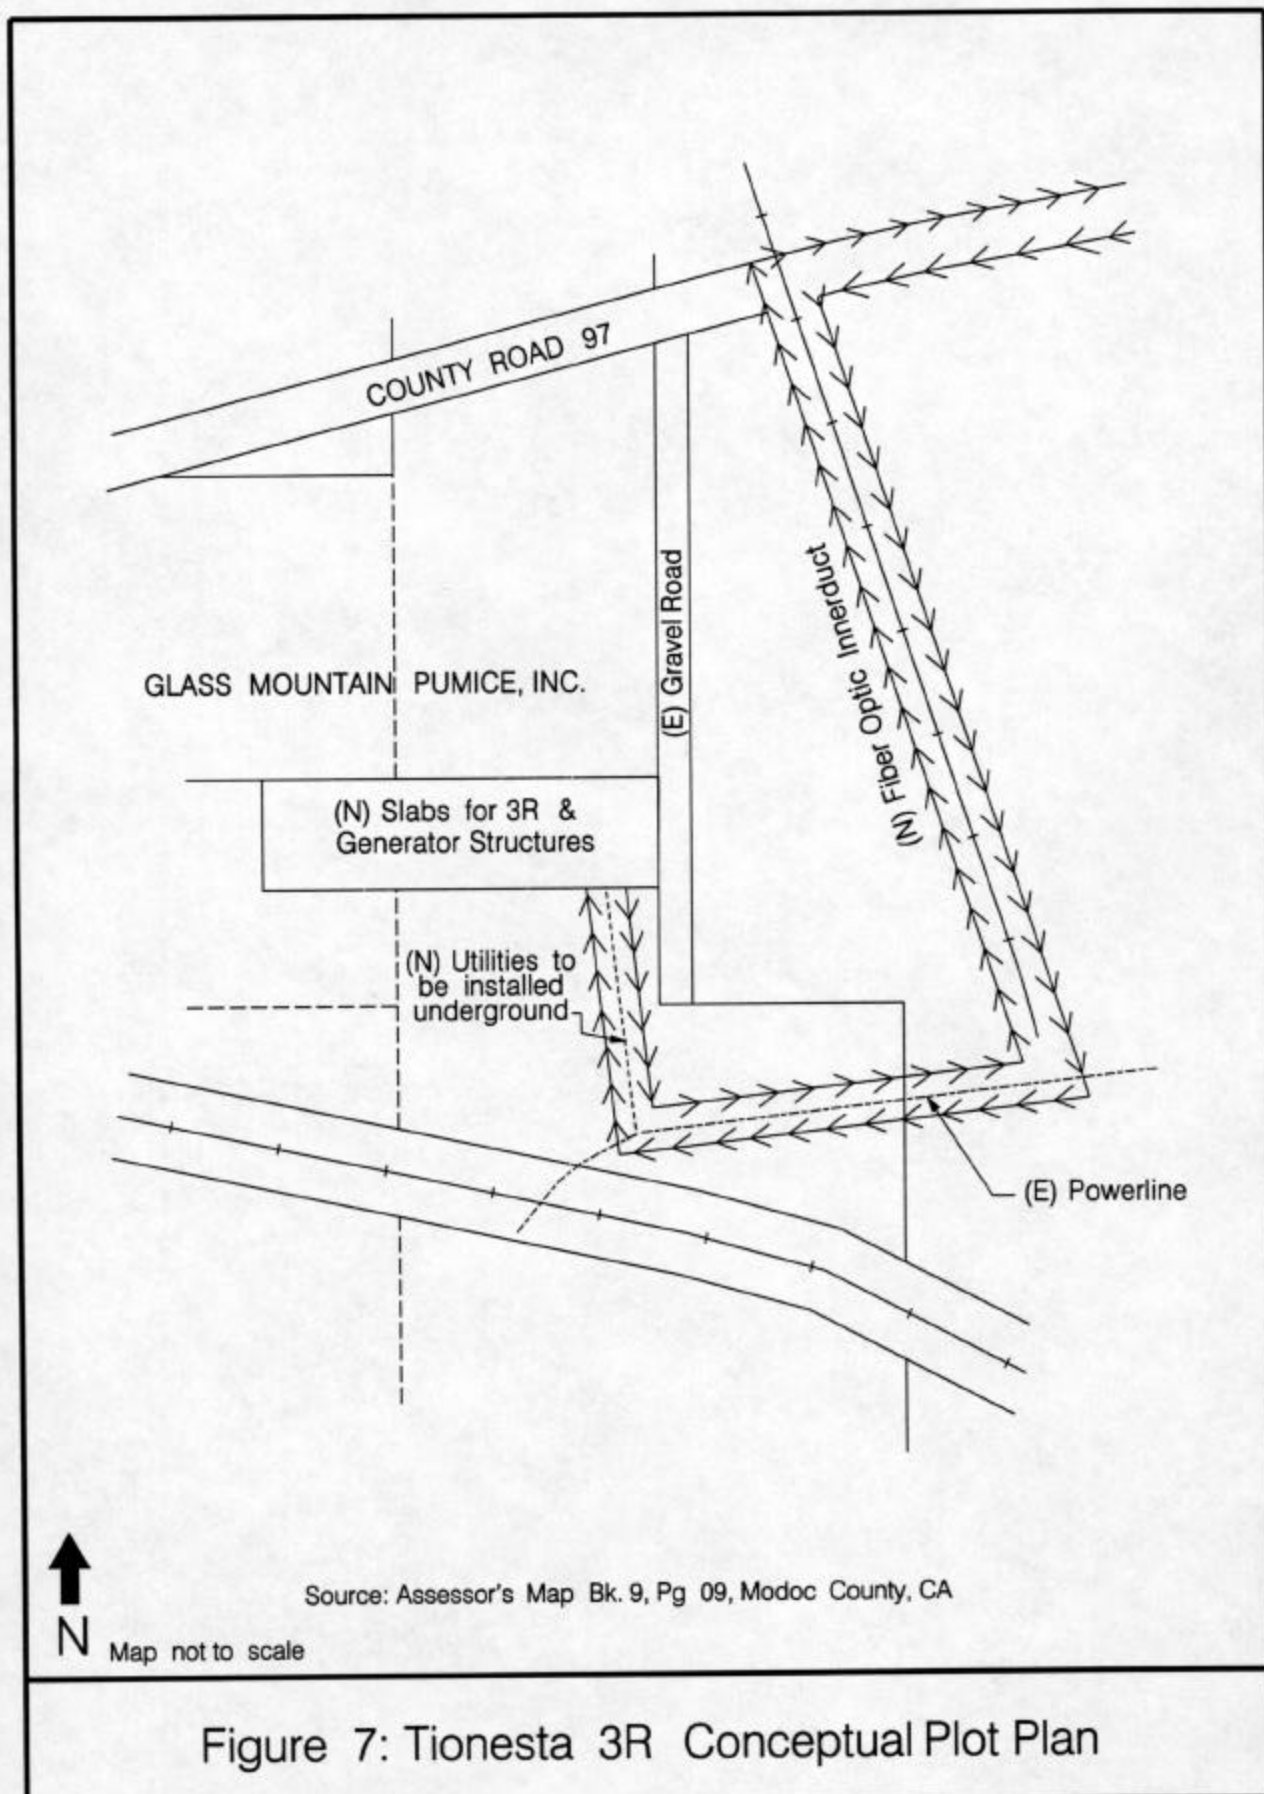 COUNTY ROAD 97
(E) Gravel Road
(N) Fiber Optic Innerduct
GLASS MOUNTAIN PUMICE, INC.
(N) Slabs for 3R &
Generator Structures
(N) Utilities to
be installed
underground
(E) Powerline
Source: Assessor's Map Bk. 9, Pg 09, Modoc County, CA
N
Map not to scale
Figure 7: Tionesta 3R Conceptual Plot Plan